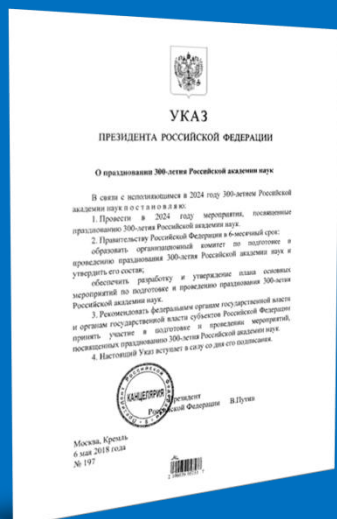 УКАЗ
ПРЕЗИДЕНТА РОССИЙСКОЙ ФЕДЕРАЦИИ
О праздновании 300-летия Российской академии наук
В связи с исполняющимся в 2024 году 300-летием Российской
академии наук п о с т а н о в л я ю:
1. Провести в 2024 году мероприятия, посвященные
празднованию 300-летия Российской академии наук.
2. Правительству Российской Федерации в 6-месячный срок:
образовать организационный комитет по подготовке и
проведению празднования 300-летия Российской академии наук и
утвердить его состав;
обеспечить разработку и утверждение плана основных
мероприятий по подготовке и проведению празднования 300-летия
Российской академии наук.
3. Рекомендовать федеральным органам государственной власти
и органам государственной власти субъектов Российской Федерации
принять участие в подготовке и проведении мероприятий,
посвященных празднованию 300-летия Российской академии наук.
4. Настоящий Указ вступает в силу со дня его подписания.
КАНЦЕЛЯРИЯ
Президент
Российской Федерации В.Путин
Москва, Кремль
6 мая 2018 года
№ 197